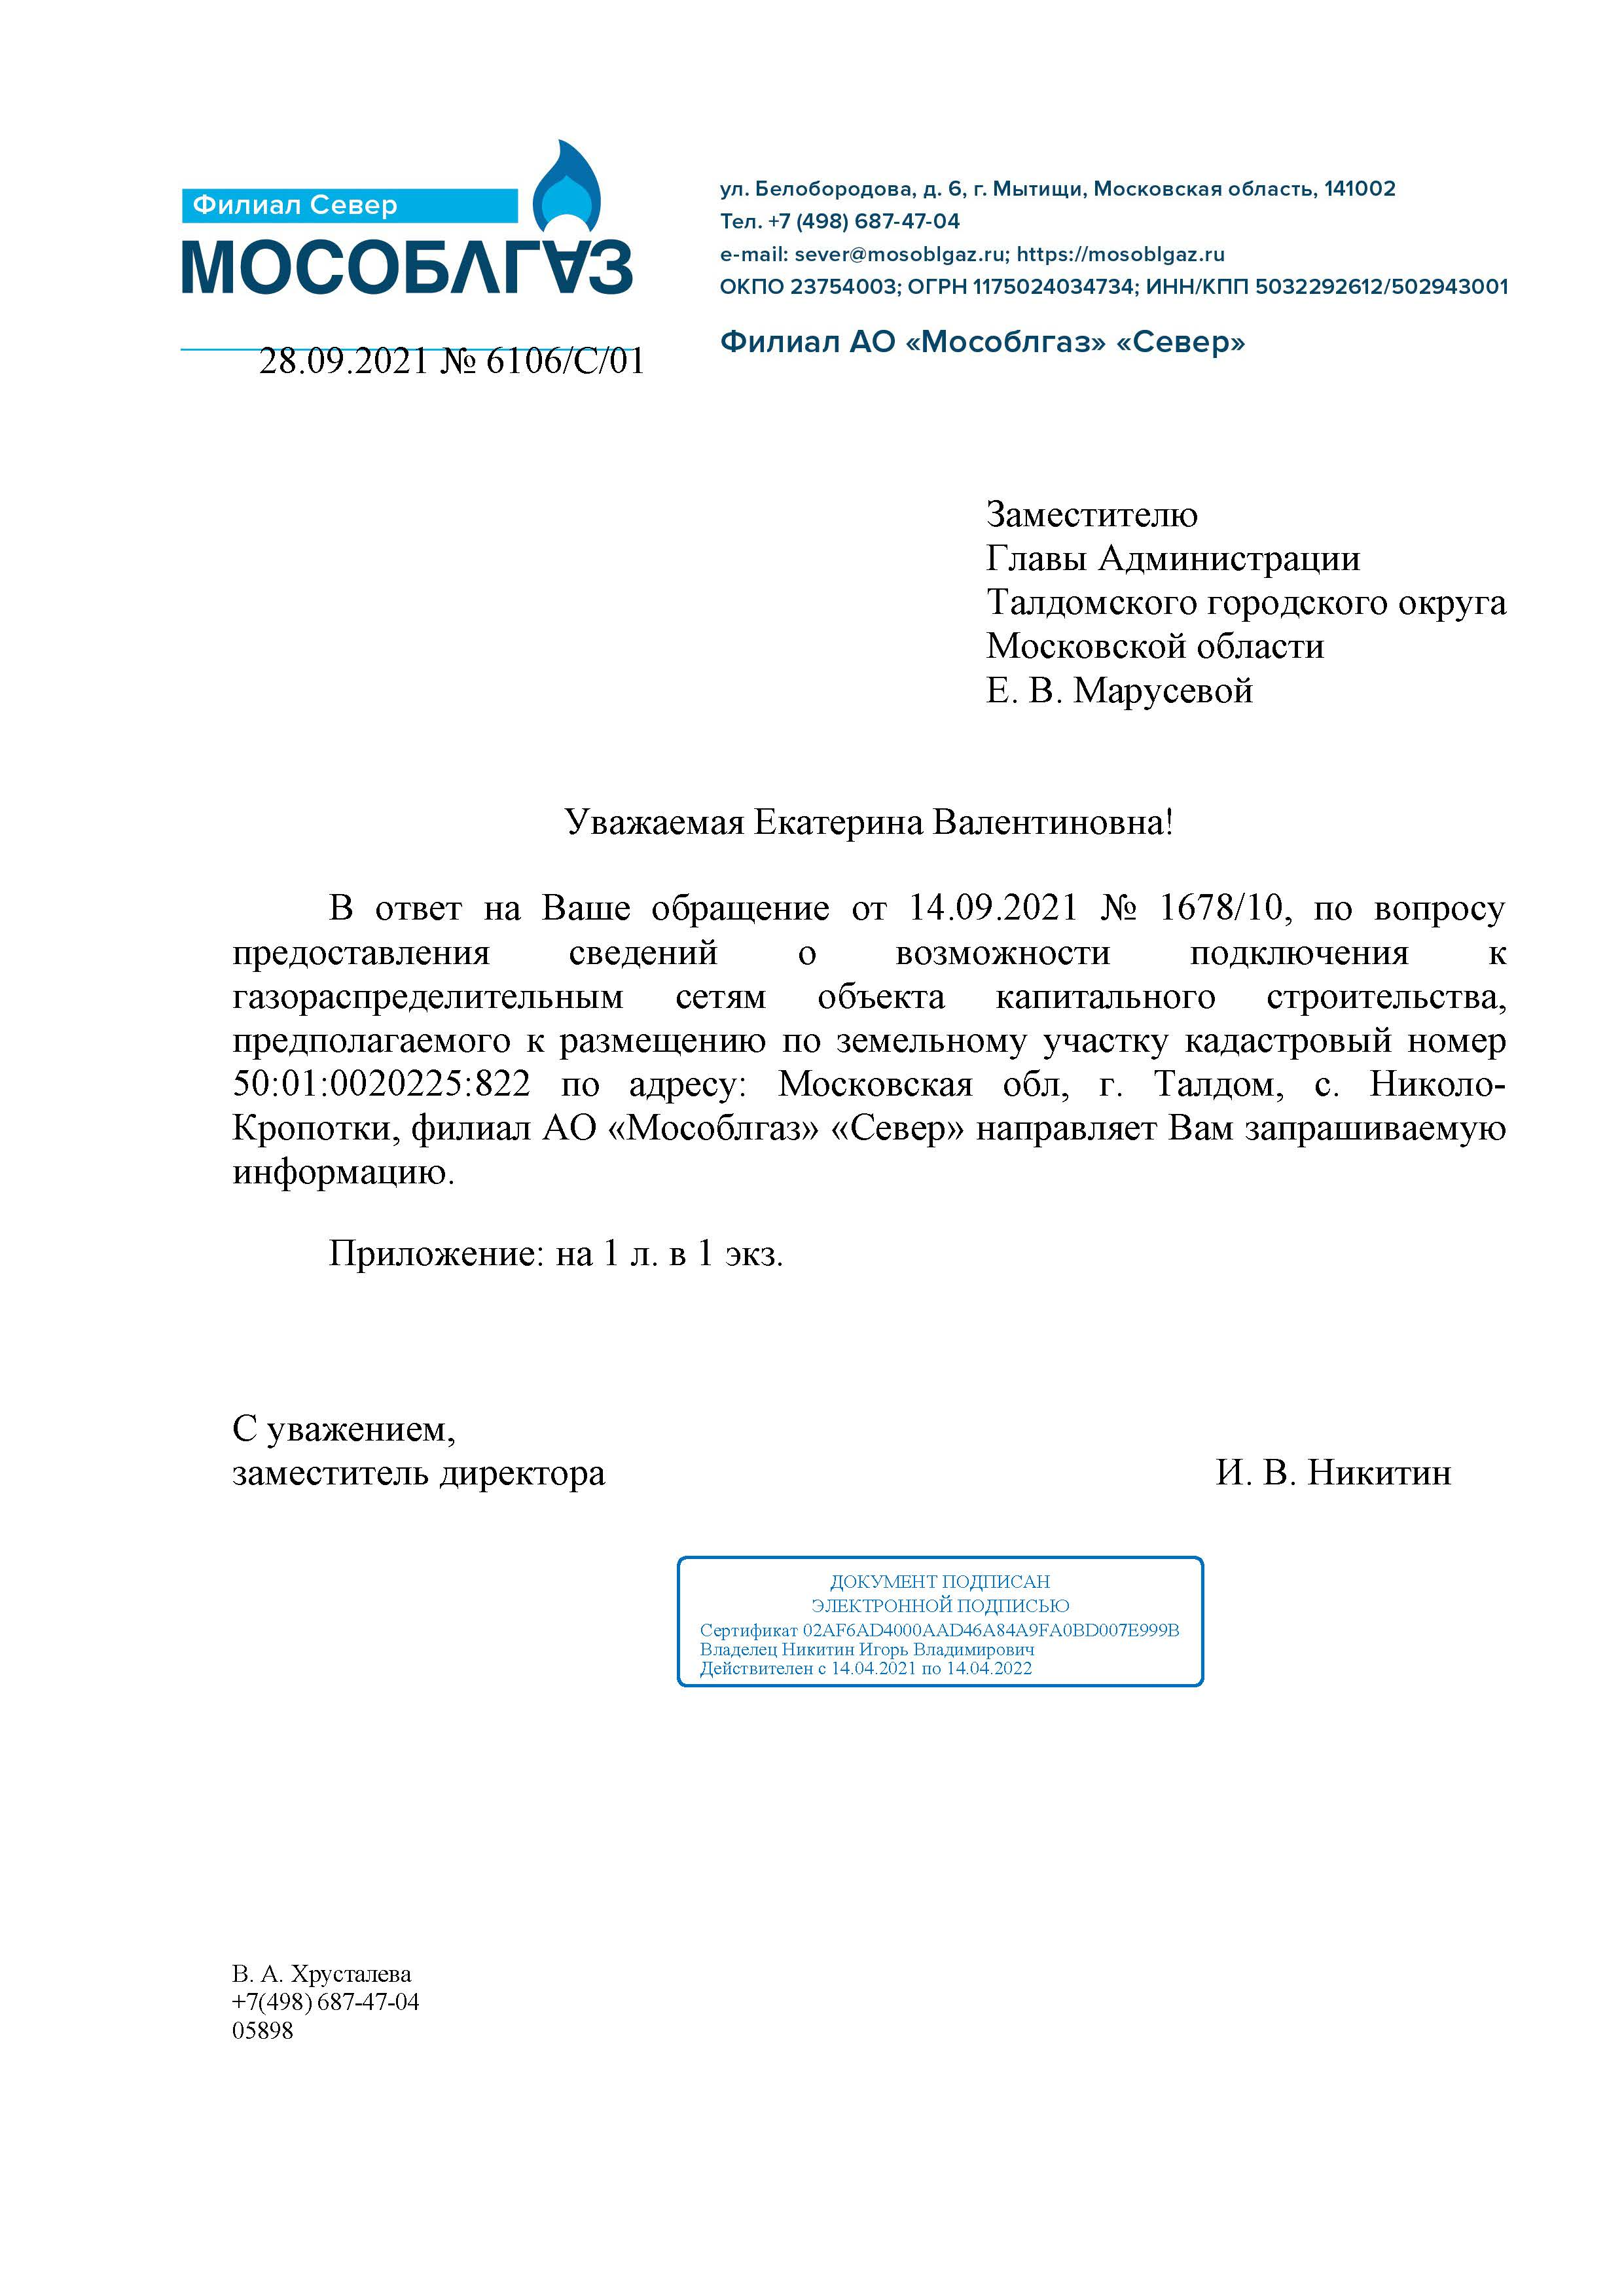 Филиал Север
МОСОБЛГАЗ
ул. Белобородова, д. 6, г. Мытищи, Московская область, 141002
Тел. +7 (498) 687-47-04
e-mail: sever@mosoblgaz.ru; https://mosoblgaz.ru
ОКПО 23754003; ОГРН 1175024034734; ИНН/КПП 5032292612/502943001
Филиал АО «Мособлгаз» «Север»
28.09.2021 № 6106/С/01
Заместителю
Главы Администрации
Талдомского городского округа
Московской области
Е. В. Марусевой
Уважаемая Екатерина Валентиновна!
В ответ на Ваше обращение от 14.09.2021 № 1678/10, по вопросу
предоставления сведений о возможности подключения к
газораспределительным сетям объекта капитального строительства,
предполагаемого к размещению по земельному участку кадастровый номер
50:01:0020225:822 по адресу: Московская обл, г. Талдом, с. Николо-
Кропотки, филиал АО «Мособлгаз» «Север» направляет Вам запрашиваемую
информацию.
Приложение: на 1 л. в 1 экз.
С уважением,
заместитель директора И. В. Никитин
ДОКУМЕНТ ПОДПИСАН
ЭЛЕКТРОННОЙ ПОДПИСЬЮ
Сертификат 02AF6AD4000AAD46A84A9FA0BD007E999B
Владелец Никитин Игорь Владимирович
Действителен с 14.04.2021 по 14.04.2022
В. А. Хрусталева
+7(498) 687-47-04
05898